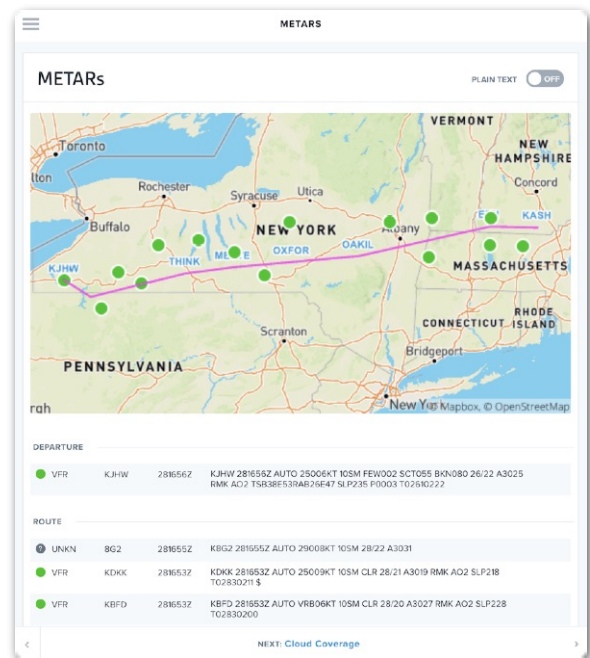 METARS
METARs
PLAIN TEXT OFF
VERMONT
Toronto
NEW
HAMPSHIRE
lton
Rochester
Concord
Syracuse
Utica
Buffalo
NEW YORK
KASH
OXFOR
OAKIL
THINK
KJHW
MASSACHUSETTS
RHODE
ISLAND
CONNECTICUT
Scranton
Bridgeport
PENNSYLVANIA
rgh
© Mapbox, © OpenStreetMap
DEPARTURE
VFR KJHW 281656Z KJHW 281656Z AUTO 25006KT 10SM FEW002 SCT055 BKN080 26/22 A3025
RMK AO2 TSB38E53RAB26E47 SLP235 P0003 T02610222
ROUTE
? UNKN 8G2 281655Z K8G2 281655Z AUTO 29008KT 10SM 28/22 A3031
VFR KDKK 281653Z KDKK 281653Z AUTO 25009KT 10SM CLR 28/21 A3019 RMK AO2 SLP218
T02830211 $
VFR KBFD 281653Z KBFD 281653Z AUTO VRB06KT 10SM CLR 28/20 A3027 RMK AO2 SLP228
T02830200
NEXT: Cloud Coverage